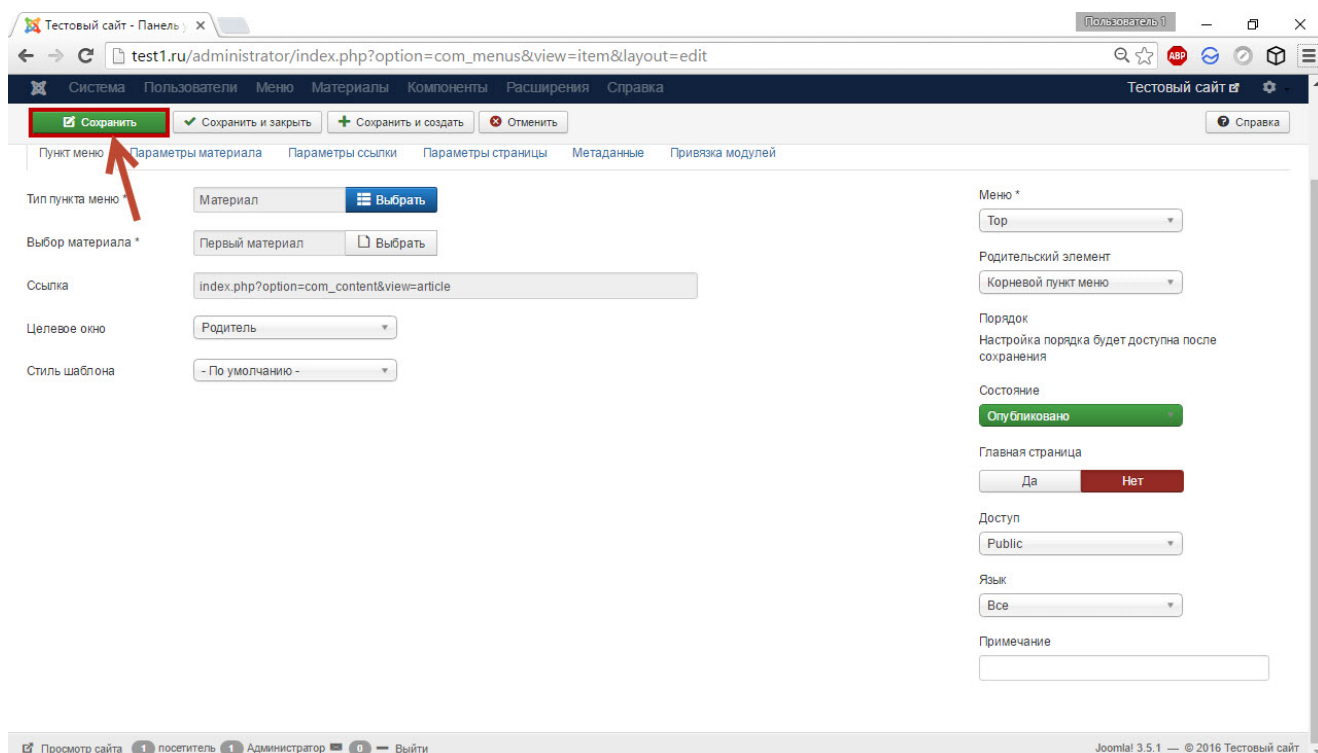 Тестовый сайт - Панель у
Пользователь 1
test1.ru/administrator/index.php?option=com_menus&view=item&layout=edit
ABP
Система Пользователи Меню Материалы Компоненты Расширения Справка Тестовый сайт
Сохранить Сохранить и закрыть Сохранить и создать Отменить Справка
Пункт меню Параметры материала Параметры ссылки Параметры страницы Метаданные Привязка модулей
Тип пункта меню * Материал Выбрать
Выбор материала * Первый материал Выбрать
Ссылка index.php?option=com_content&view=article
Целевое окно Родитель
Стиль шаблона - По умолчанию -
Меню *
Top
Родительский элемент
Корневой пункт меню
Порядок
Настройка порядка будет доступна после
сохранения
Состояние
Опубликовано
Главная страница
Да Нет
Доступ
Public
Язык
Все
Примечание
Просмотр сайта 1 посетитель 1 Администратор 0 Выйти
Joomla! 3.5.1 — © 2016 Тестовый сайт